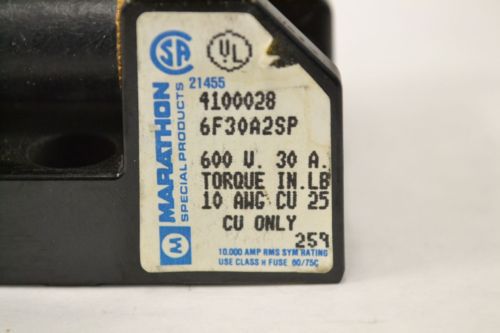 SA
UL
21455
4100028
6F30A2SP
600 V. 30 A.
TORQUE IN.LB
10 AWG CU 25
CU ONLY
259
10,000 AMP RMS SYM RATING
USE CLASS H FUSE 60/75C
M MARATHON
SPECIAL PRODUCTS